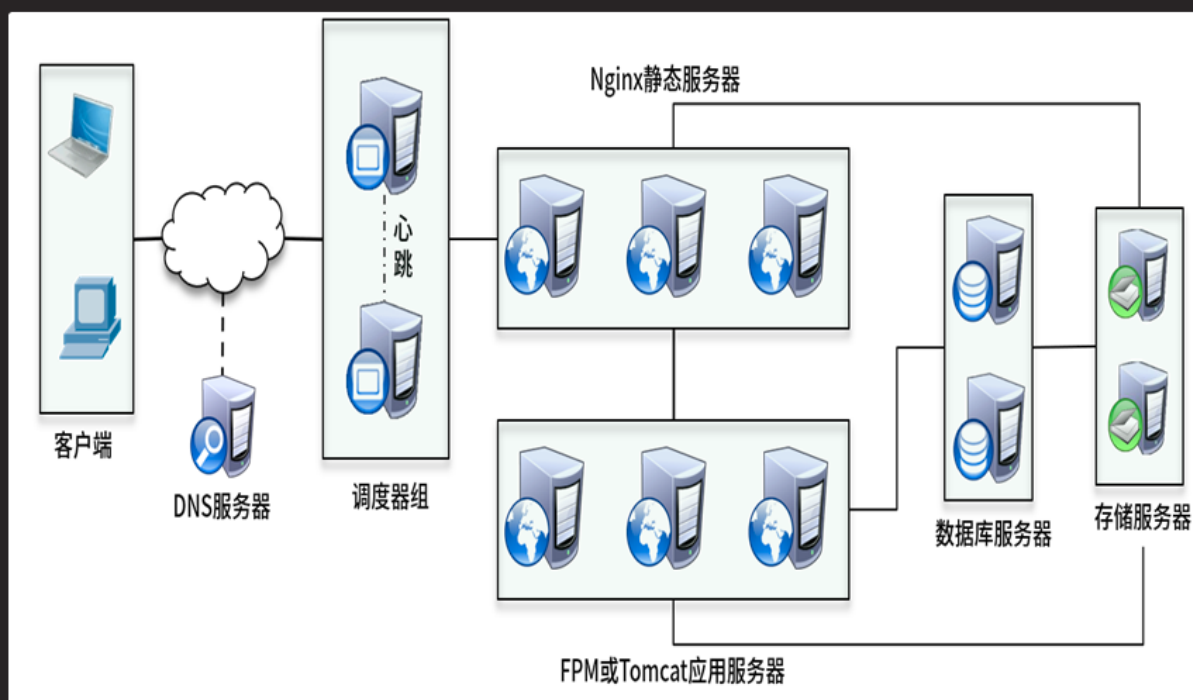 Nginx静态服务器
心
跳
客户端
DNS服务器
调度器组
数据库服务器
存储服务器
FPM或Tomcat应用服务器